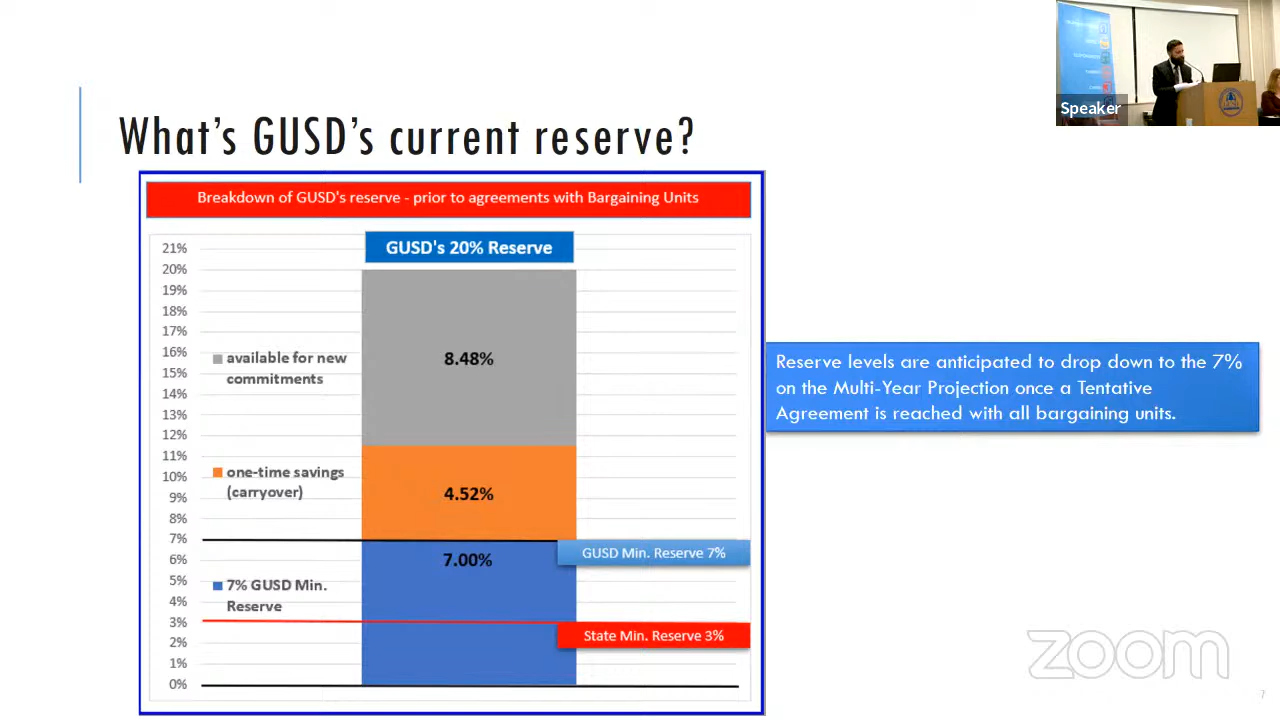 Speaker
What's GUSD's current reserve?
Breakdown of GUSD's reserve - prior to agreements with Bargaining Units
GUSD's 20% Reserve
21%
20%
19%
18%
17%
16%
15%
14%
13%
12%
11%
10%
9%
8%
7%
6%
5%
4%
3%
2%
1%
0%
available for new
commitments
8.48%
one-time savings
(carryover)
4.52%
7% GUSD Min.
Reserve
7.00%
GUSD Min. Reserve 7%
State Min. Reserve 3%
Reserve levels are anticipated to drop down to the 7%
on the Multi-Year Projection once a Tentative
Agreement is reached with all bargaining units.
zoom
7